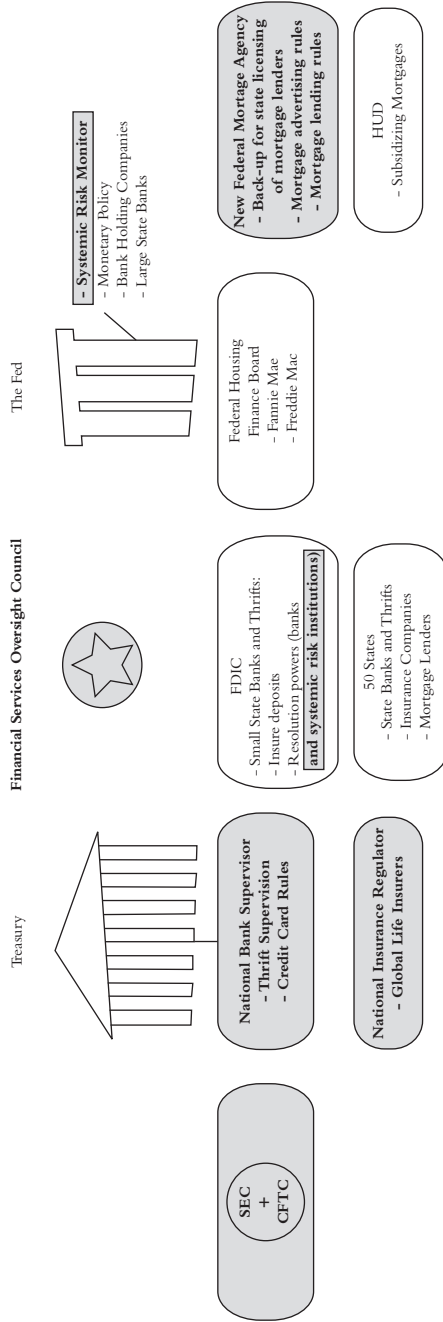 Treasury
Financial Services Oversight Council
The Fed
- Systemic Risk Monitor
- Monetary Policy
- Bank Holding Companies
- Large State Banks
SEC
+
CFTC
National Bank Supervisor
- Thrift Supervision
- Credit Card Rules
FDIC
- Small State Banks and Thrifts:
- Insure deposits
- Resolution powers (banks
and systemic risk institutions)
Federal Housing
Finance Board
- Fannie Mae
- Freddie Mac
New Federal Mortage Agency
- Back-up for state licensing
of mortgage lenders
- Mortgage advertising rules
- Mortgage lending rules
National Insurance Regulator
- Global Life Insurers
50 States
- State Banks and Thrifts
- Insurance Companies
- Mortgage Lenders
HUD
- Subsidizing Mortgages